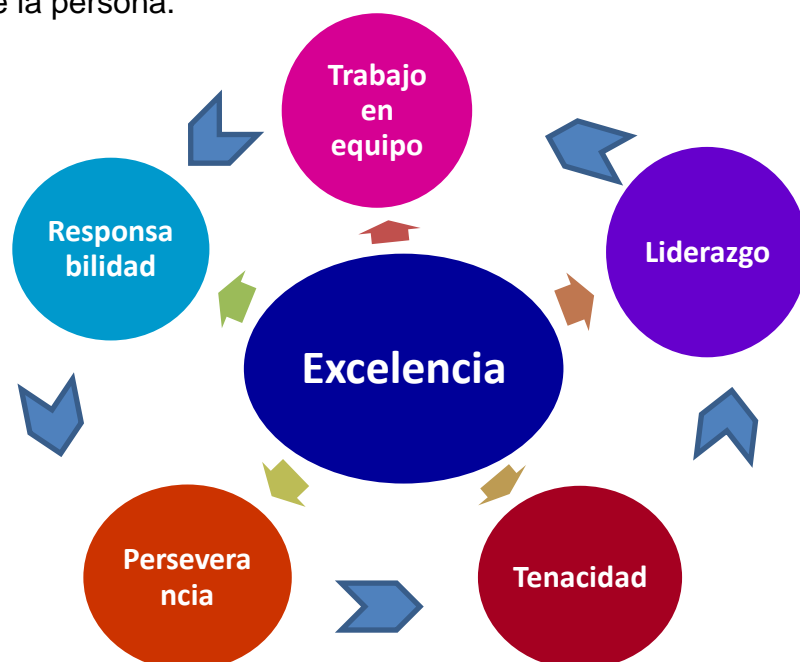 e la persona.
Trabajo
en
equipo
Responsa
bilidad
Liderazgo
Excelencia
Persevera
ncia
Tenacidad